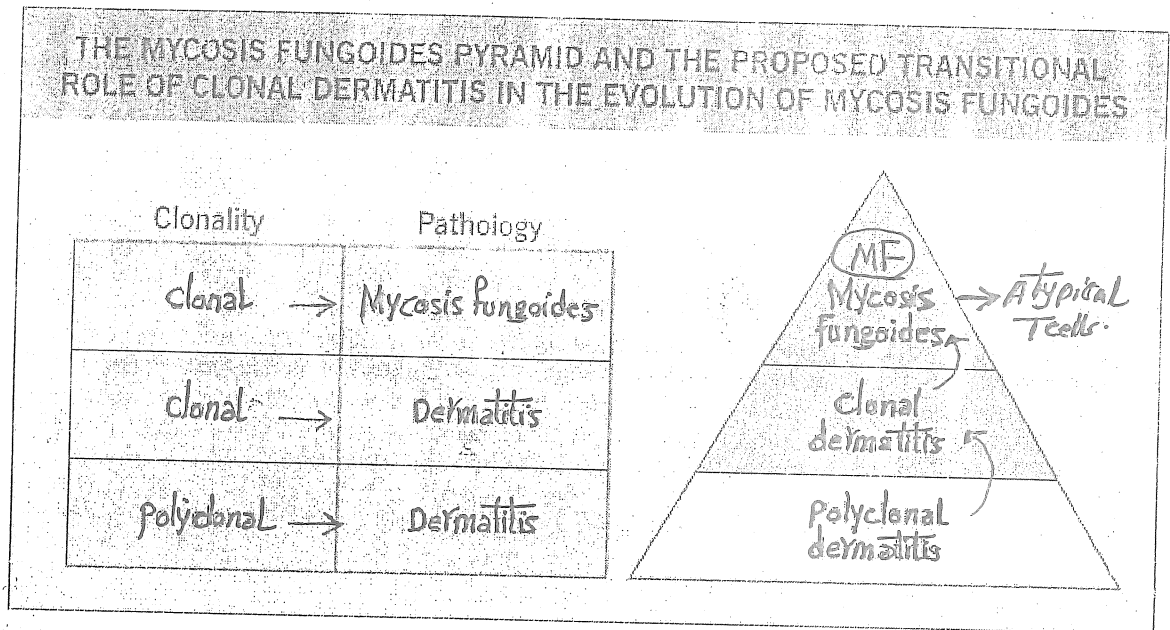 THE MYCOSIS FUNGOIDES PYRAMID AND THE PROPOSED TRANSITIONAL
ROLE OF CLONAL DERMATITIS IN THE EVOLUTION OF MYCOSIS FUNGOIDES
Clonality
Pathology
clonal → Mycosis fungoides
clonal → Dermatitis
polyclonal → Dermatitis
MF
Mycosis
fungoides
→ Atypical
T cells.
clonal
dermatitis
polyclonal
dermatitis